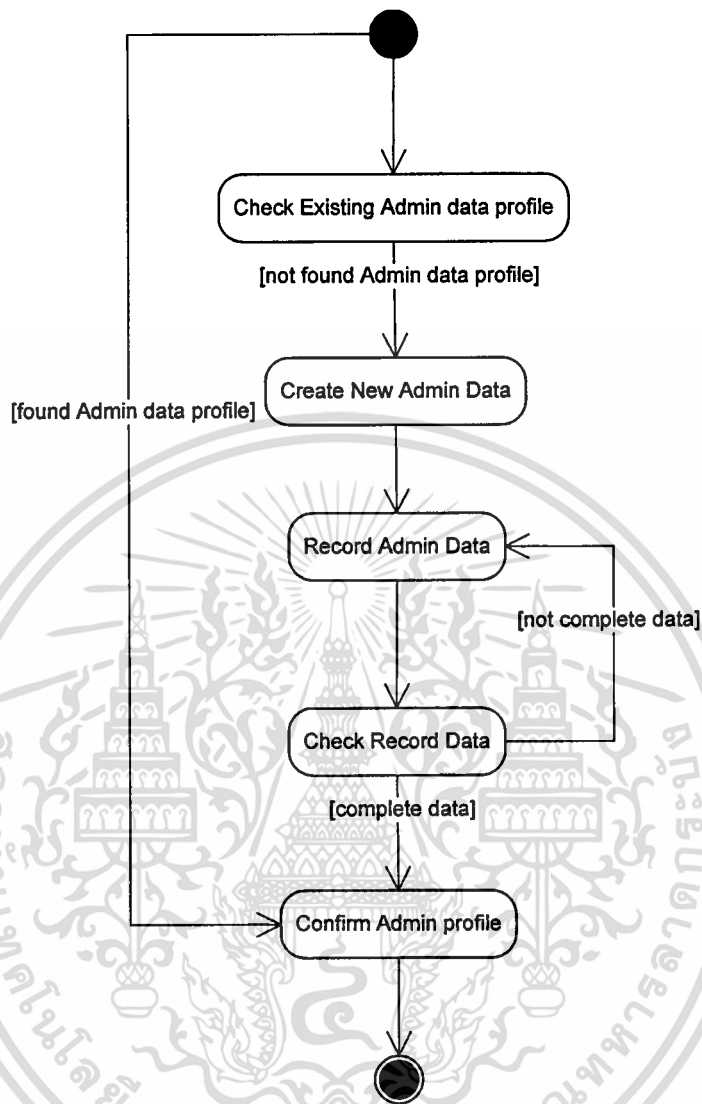 Check Existing Admin data profile
[not found Admin data profile]
Create New Admin Data
[found Admin data profile]
Record Admin Data
[not complete data]
Check Record Data
[complete data]
Confirm Admin profile